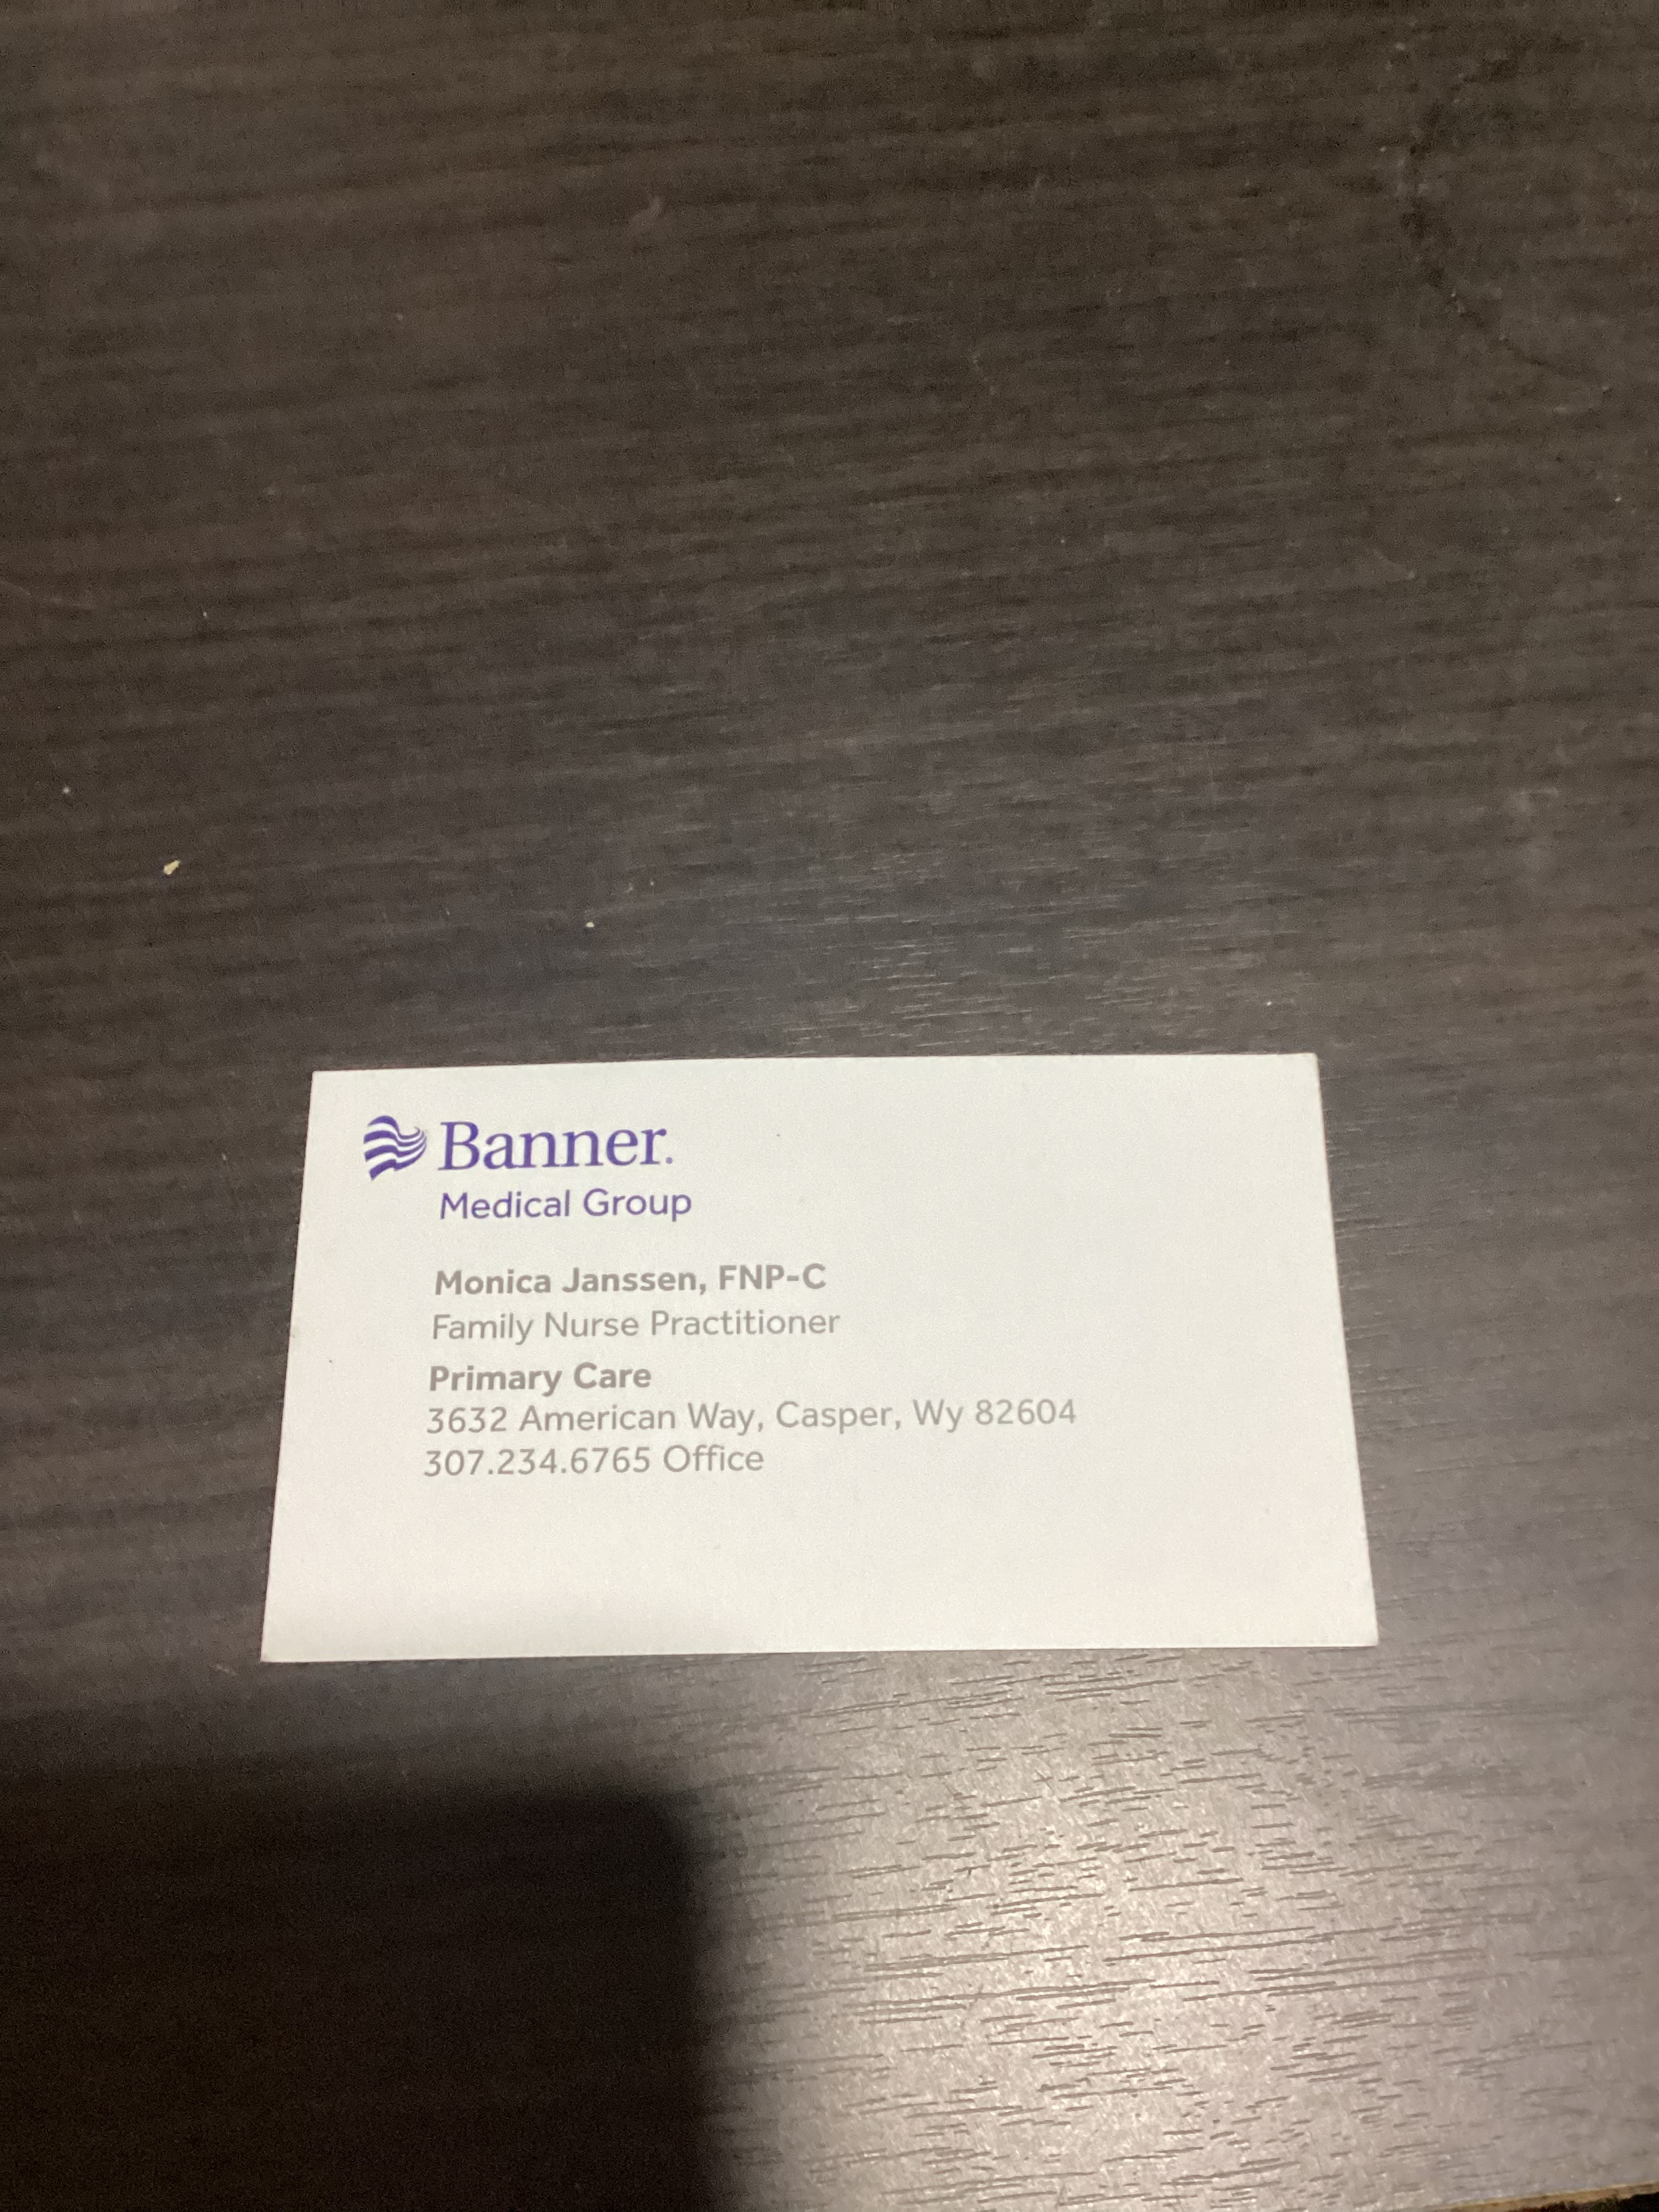 Banner.
Medical Group
Monica Janssen, FNP-C
Family Nurse Practitioner
Primary Care
3632 American Way, Casper, Wy 82604
307.234.6765 Office